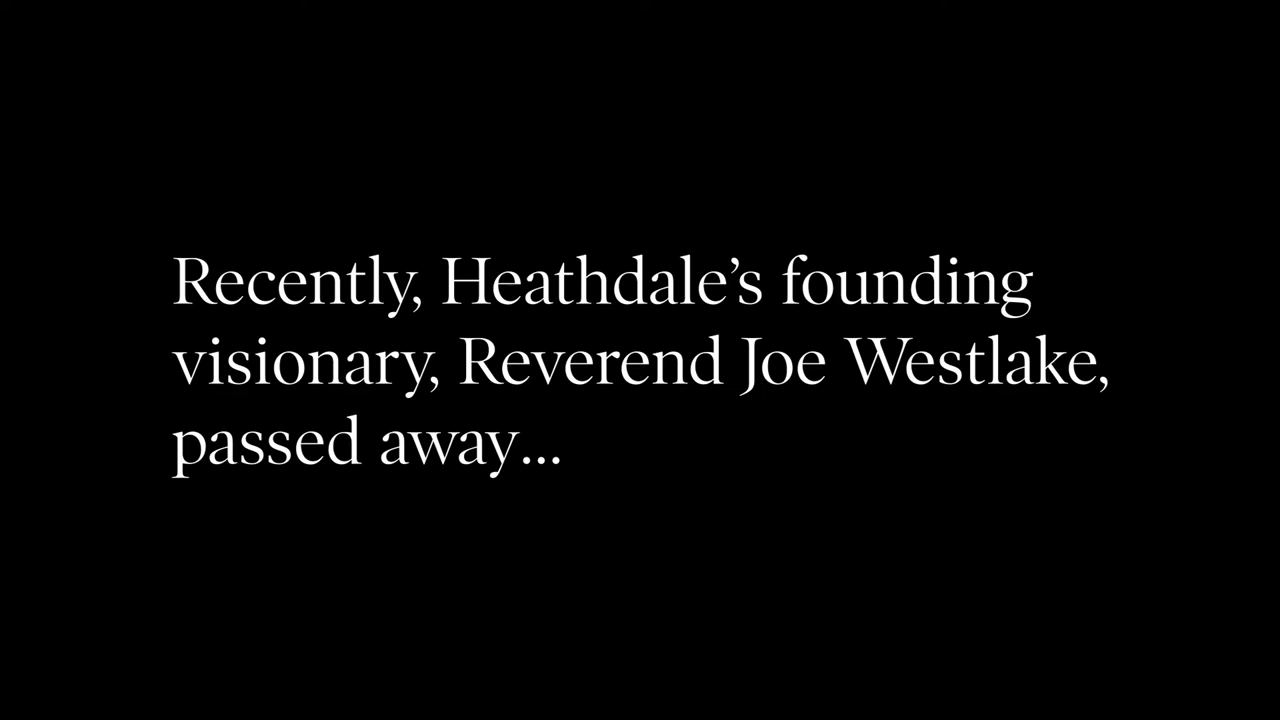 Recently, Heathdale’s founding
visionary, Reverend Joe Westlake,
passed away...